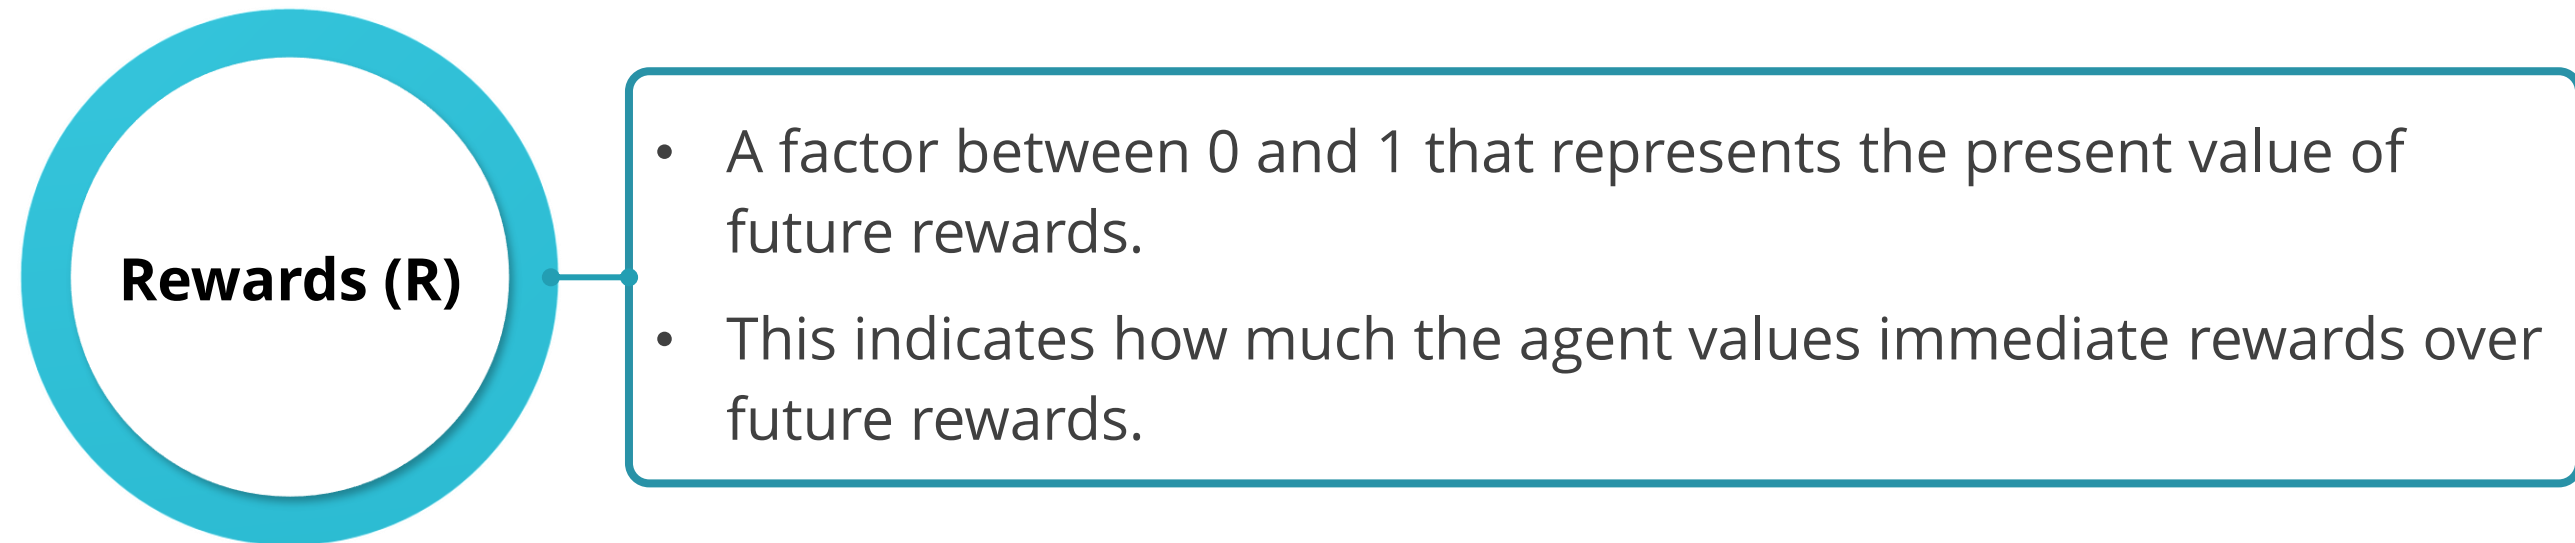 Rewards (R)
• A factor between 0 and 1 that represents the present value of
future rewards.
• This indicates how much the agent values immediate rewards over
future rewards.